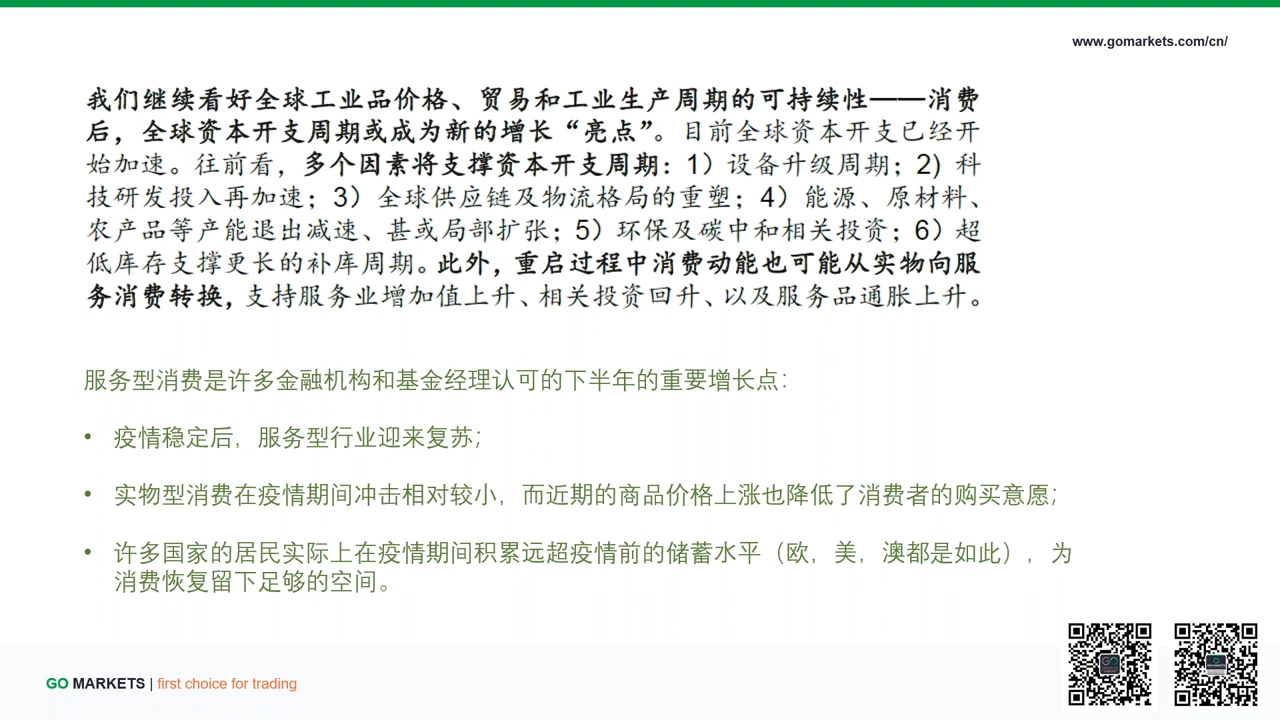 www.gomarkets.com/cn/
我们继续看好全球工业品价格、贸易和工业生产周期的可持续性——消费
后，全球资本开支周期或成为新的增长“亮点”。目前全球资本开支已经开
始加速。往前看，多个因素将支撑资本开支周期：1）设备升级周期；2）科
技研发投入再加速；3）全球供应链及物流格局的重塑；4）能源、原材料、
农产品等产能退出减速、甚或局部扩张；5）环保及碳中和相关投资；6）超
低库存支撑更长的补库周期。此外，重启过程中消费动能也可能从实物向服
务消费转换，支持服务业增加值上升、相关投资回升、以及服务品通胀上升。
服务型消费是许多金融机构和基金经理认可的下半年的重要增长点：
• 疫情稳定后，服务型行业迎来复苏；
• 实物型消费在疫情期间冲击相对较小，而近期的商品价格上涨也降低了消费者的购买意愿；
• 许多国家的居民实际上在疫情期间积累远超疫情前的储蓄水平（欧，美，澳都是如此），为
消费恢复留下足够的空间。
GO MARKETS | first choice for trading